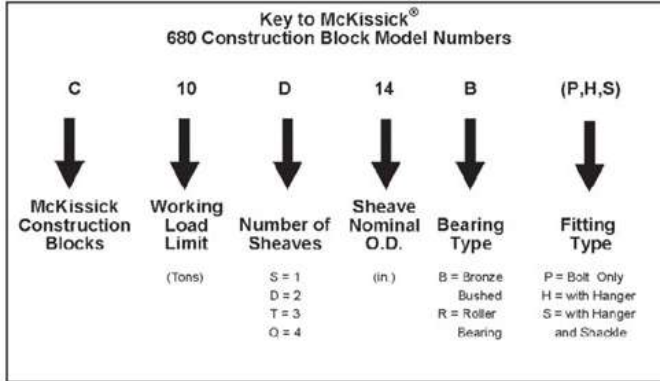 Key to McKissick®
680 Construction Block Model Numbers
C 10 D 14 B (P,H,S)
McKissick
Construction
Blocks
Working
Load
Limit
(Tons)
Number of
Sheaves
S = 1
D = 2
T = 3
Q = 4
Sheave
Nominal
O.D.
(in.)
Bearing
Type
B = Bronze
Bushed
R = Roller
Bearing
Fitting
Type
P = Bolt Only
H = with Hanger
S = with Hanger
and Shackle